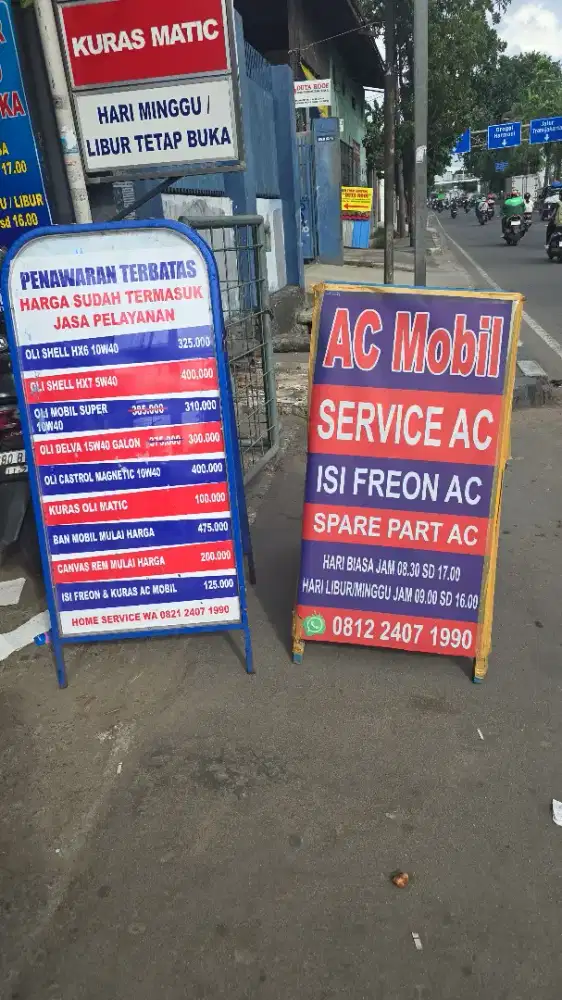 KURAS MATIC
HARI MINGGU /
LIBUR TETAP BUKA
KA
17.00
U / LIBUR
sd 16.00
PENAWARAN TERBATAS
HARGA SUDAH TERMASUK
JASA PELAYANAN
OLI SHELL HX6 10W40 325.000
OLI SHELL HX7 5W40 400.000
OLI MOBIL SUPER 385.000 310.000
10W40
OLI DELVA 15W40 GALON 375.000 300.000
OLI CASTROL MAGNETIC 10W40 400.000
KURAS OLI MATIC 100.000
BAN MOBIL MULAI HARGA 475.000
CANVAS REM MULAI HARGA 200.000
ISI FREON & KURAS AC MOBIL 125.000
HOME SERVICE WA 0821 2407 1990
AC Mobil
SERVICE AC
ISI FREON AC
SPARE PART AC
HARI BIASA JAM 08.30 SD 17.00
HARI LIBUR/MINGGU JAM 09.00 SD 16.00
0812 2407 1990